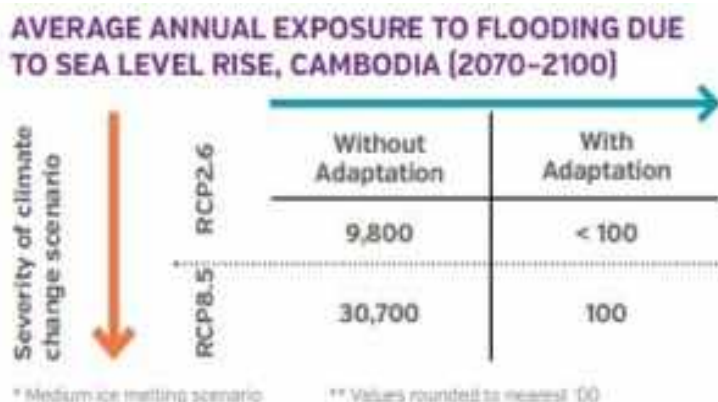 AVERAGE ANNUAL EXPOSURE TO FLOODING DUE
TO SEA LEVEL RISE, CAMBODIA (2070–2100)
Severity of climate
change scenario
Without
Adaptation
With
Adaptation
RCP2.6
9,800
< 100
RCP8.5
30,700
100
* Medium ice melting scenario
** Values rounded to nearest '00